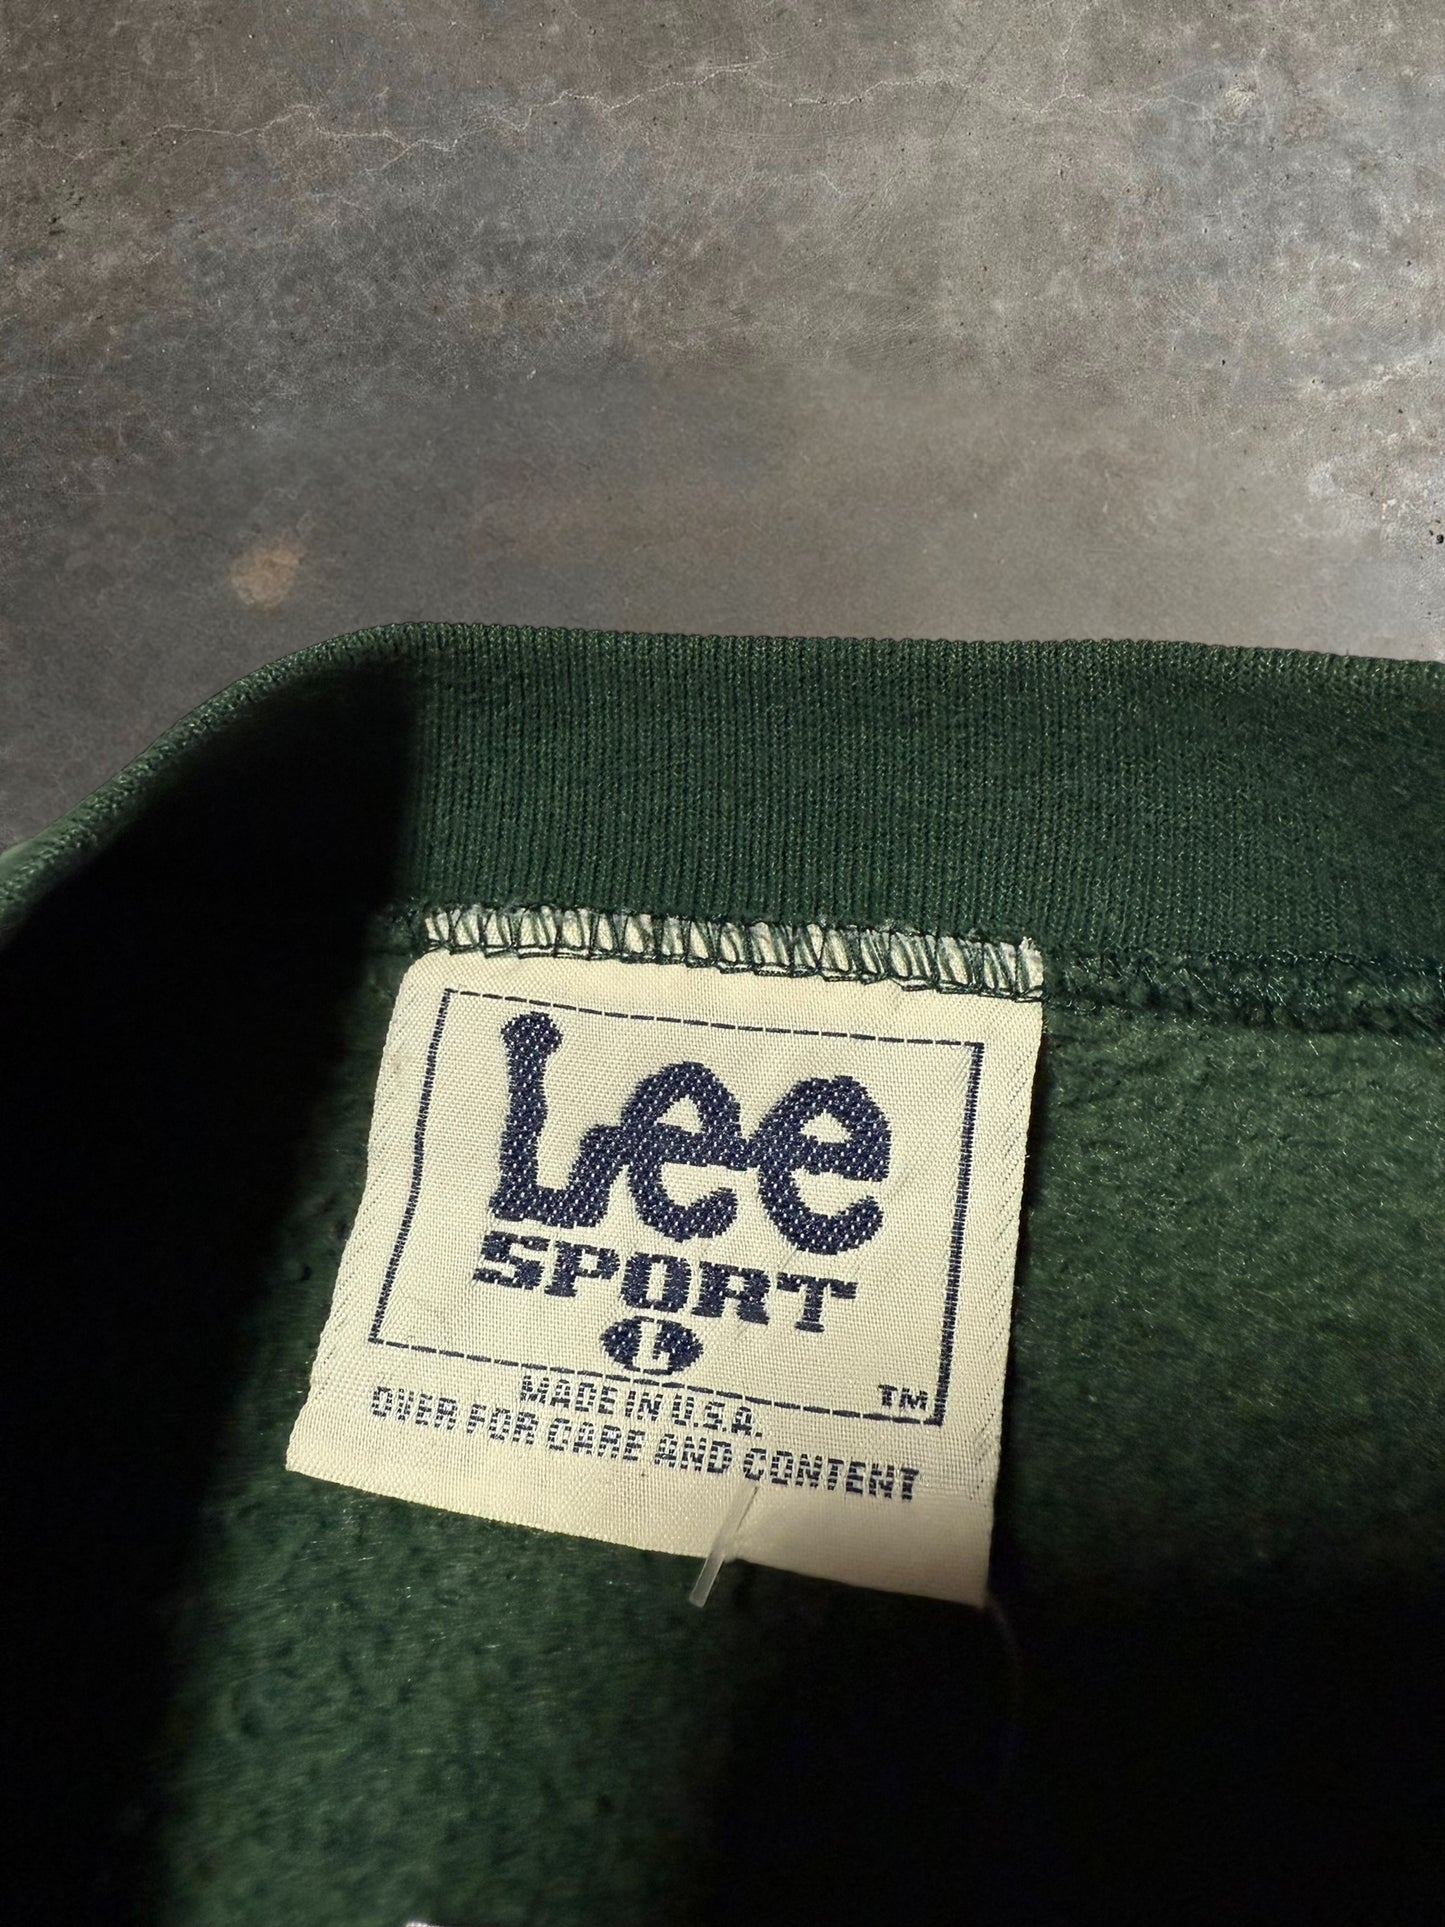 Lee
SPORT
L
TM
MADE IN U.S.A.
OVER FOR CARE AND CONTENT